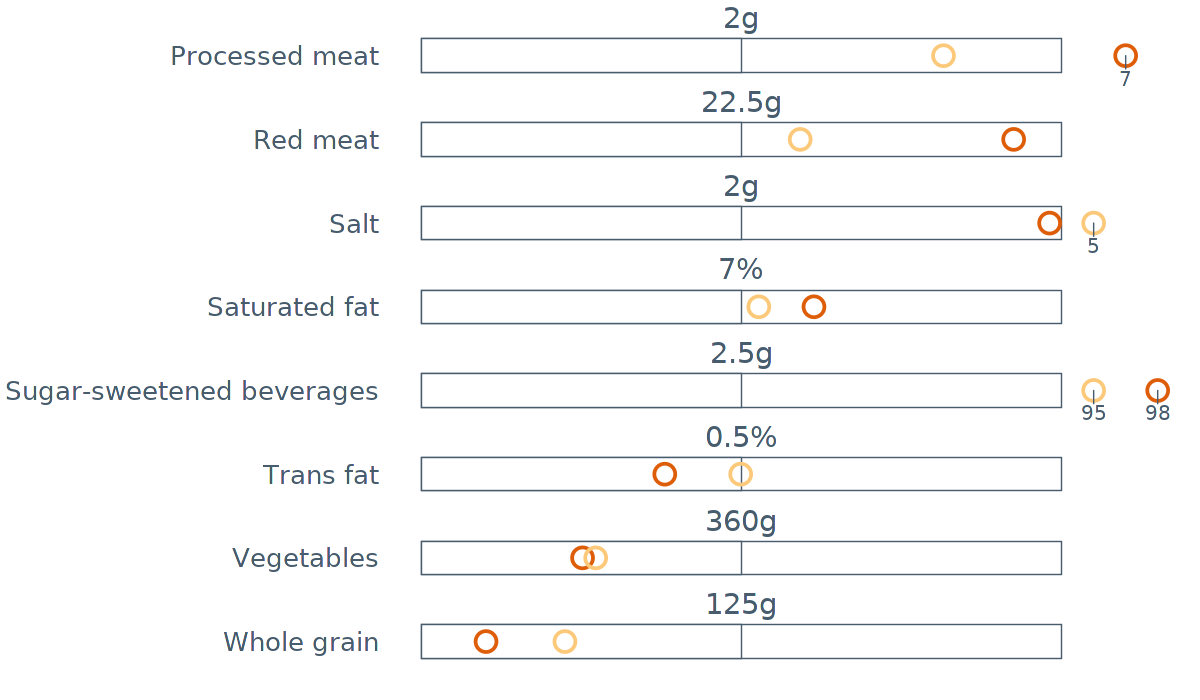 2g
Processed meat
7
22.5g
Red meat
2g
Salt
5
7%
Saturated fat
2.5g
Sugar-sweetened beverages
95 98
0.5%
Trans fat
360g
Vegetables
125g
Whole grain